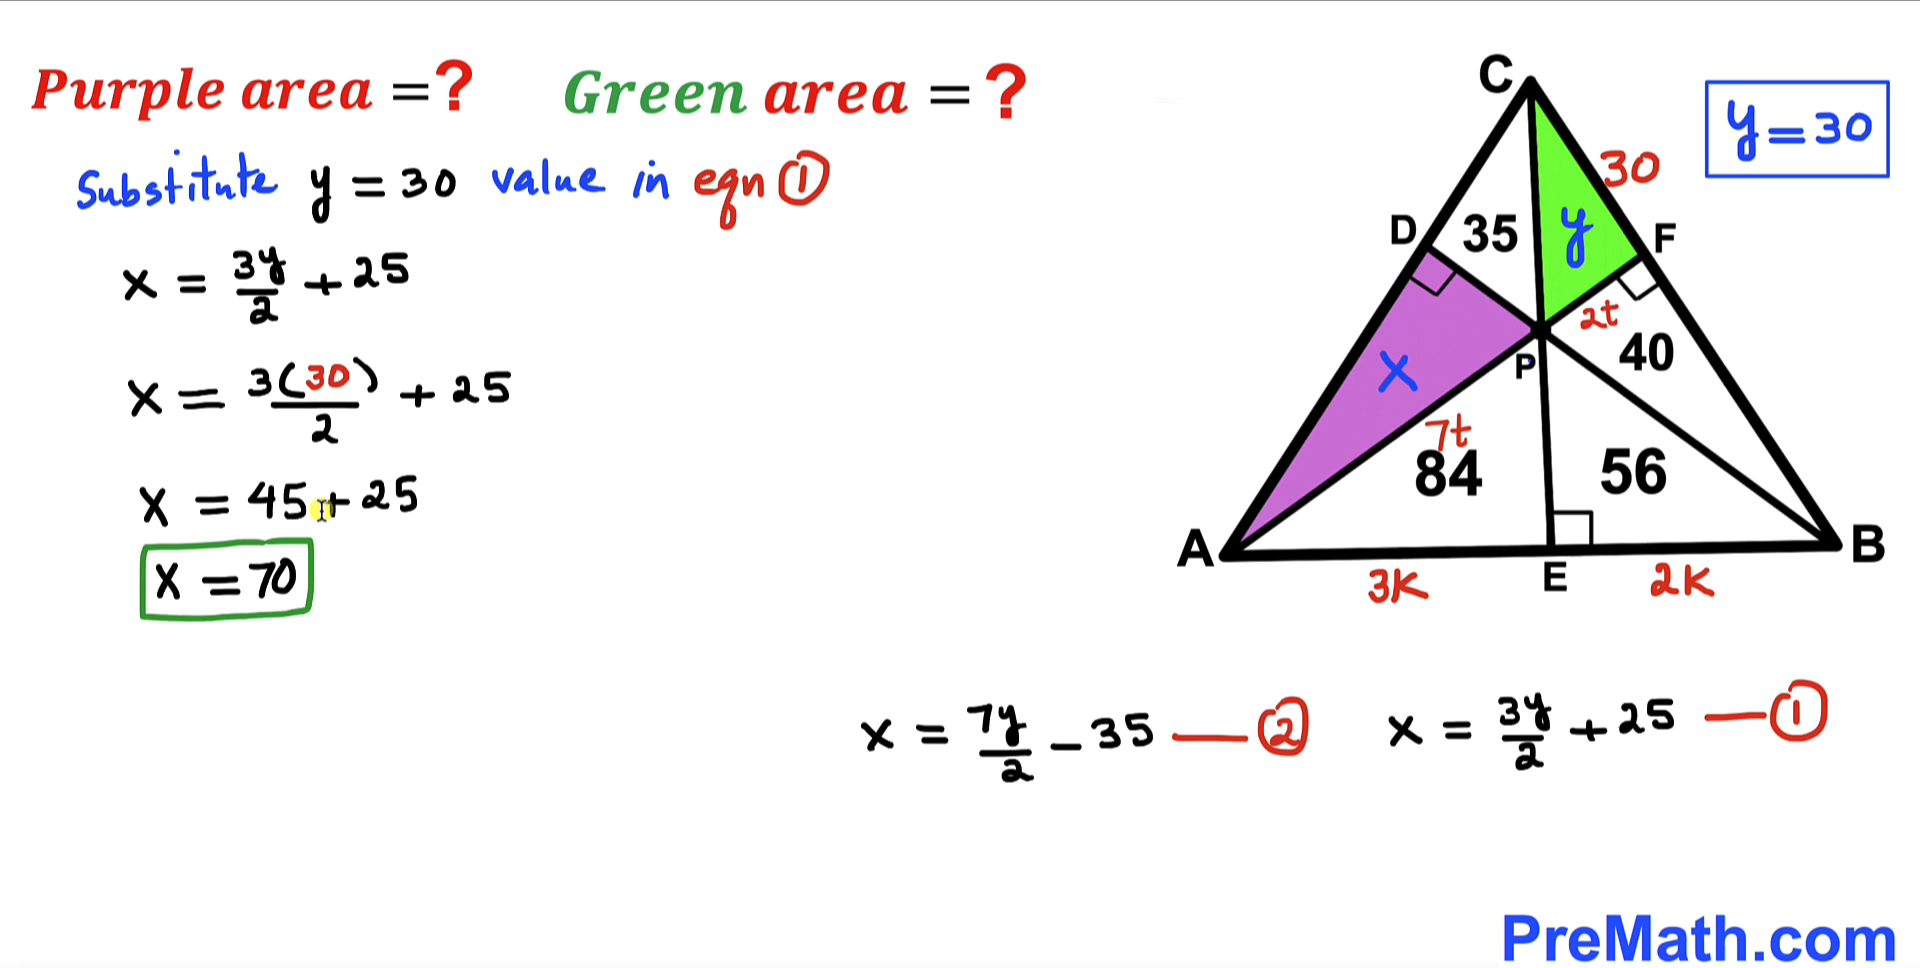 Purple area = ? Green area = ?
Substitute y = 30 value in eqn ①
x = 3y/2 + 25
x = 3(30)/2 + 25
x = 45 + 25
x = 70
y = 30
C
30
D 35 y F
2t
x P 40
7t
84 56
A B
3K E 2K
x = 7y/2 - 35 — ② x = 3y/2 + 25 — ①
PreMath.com